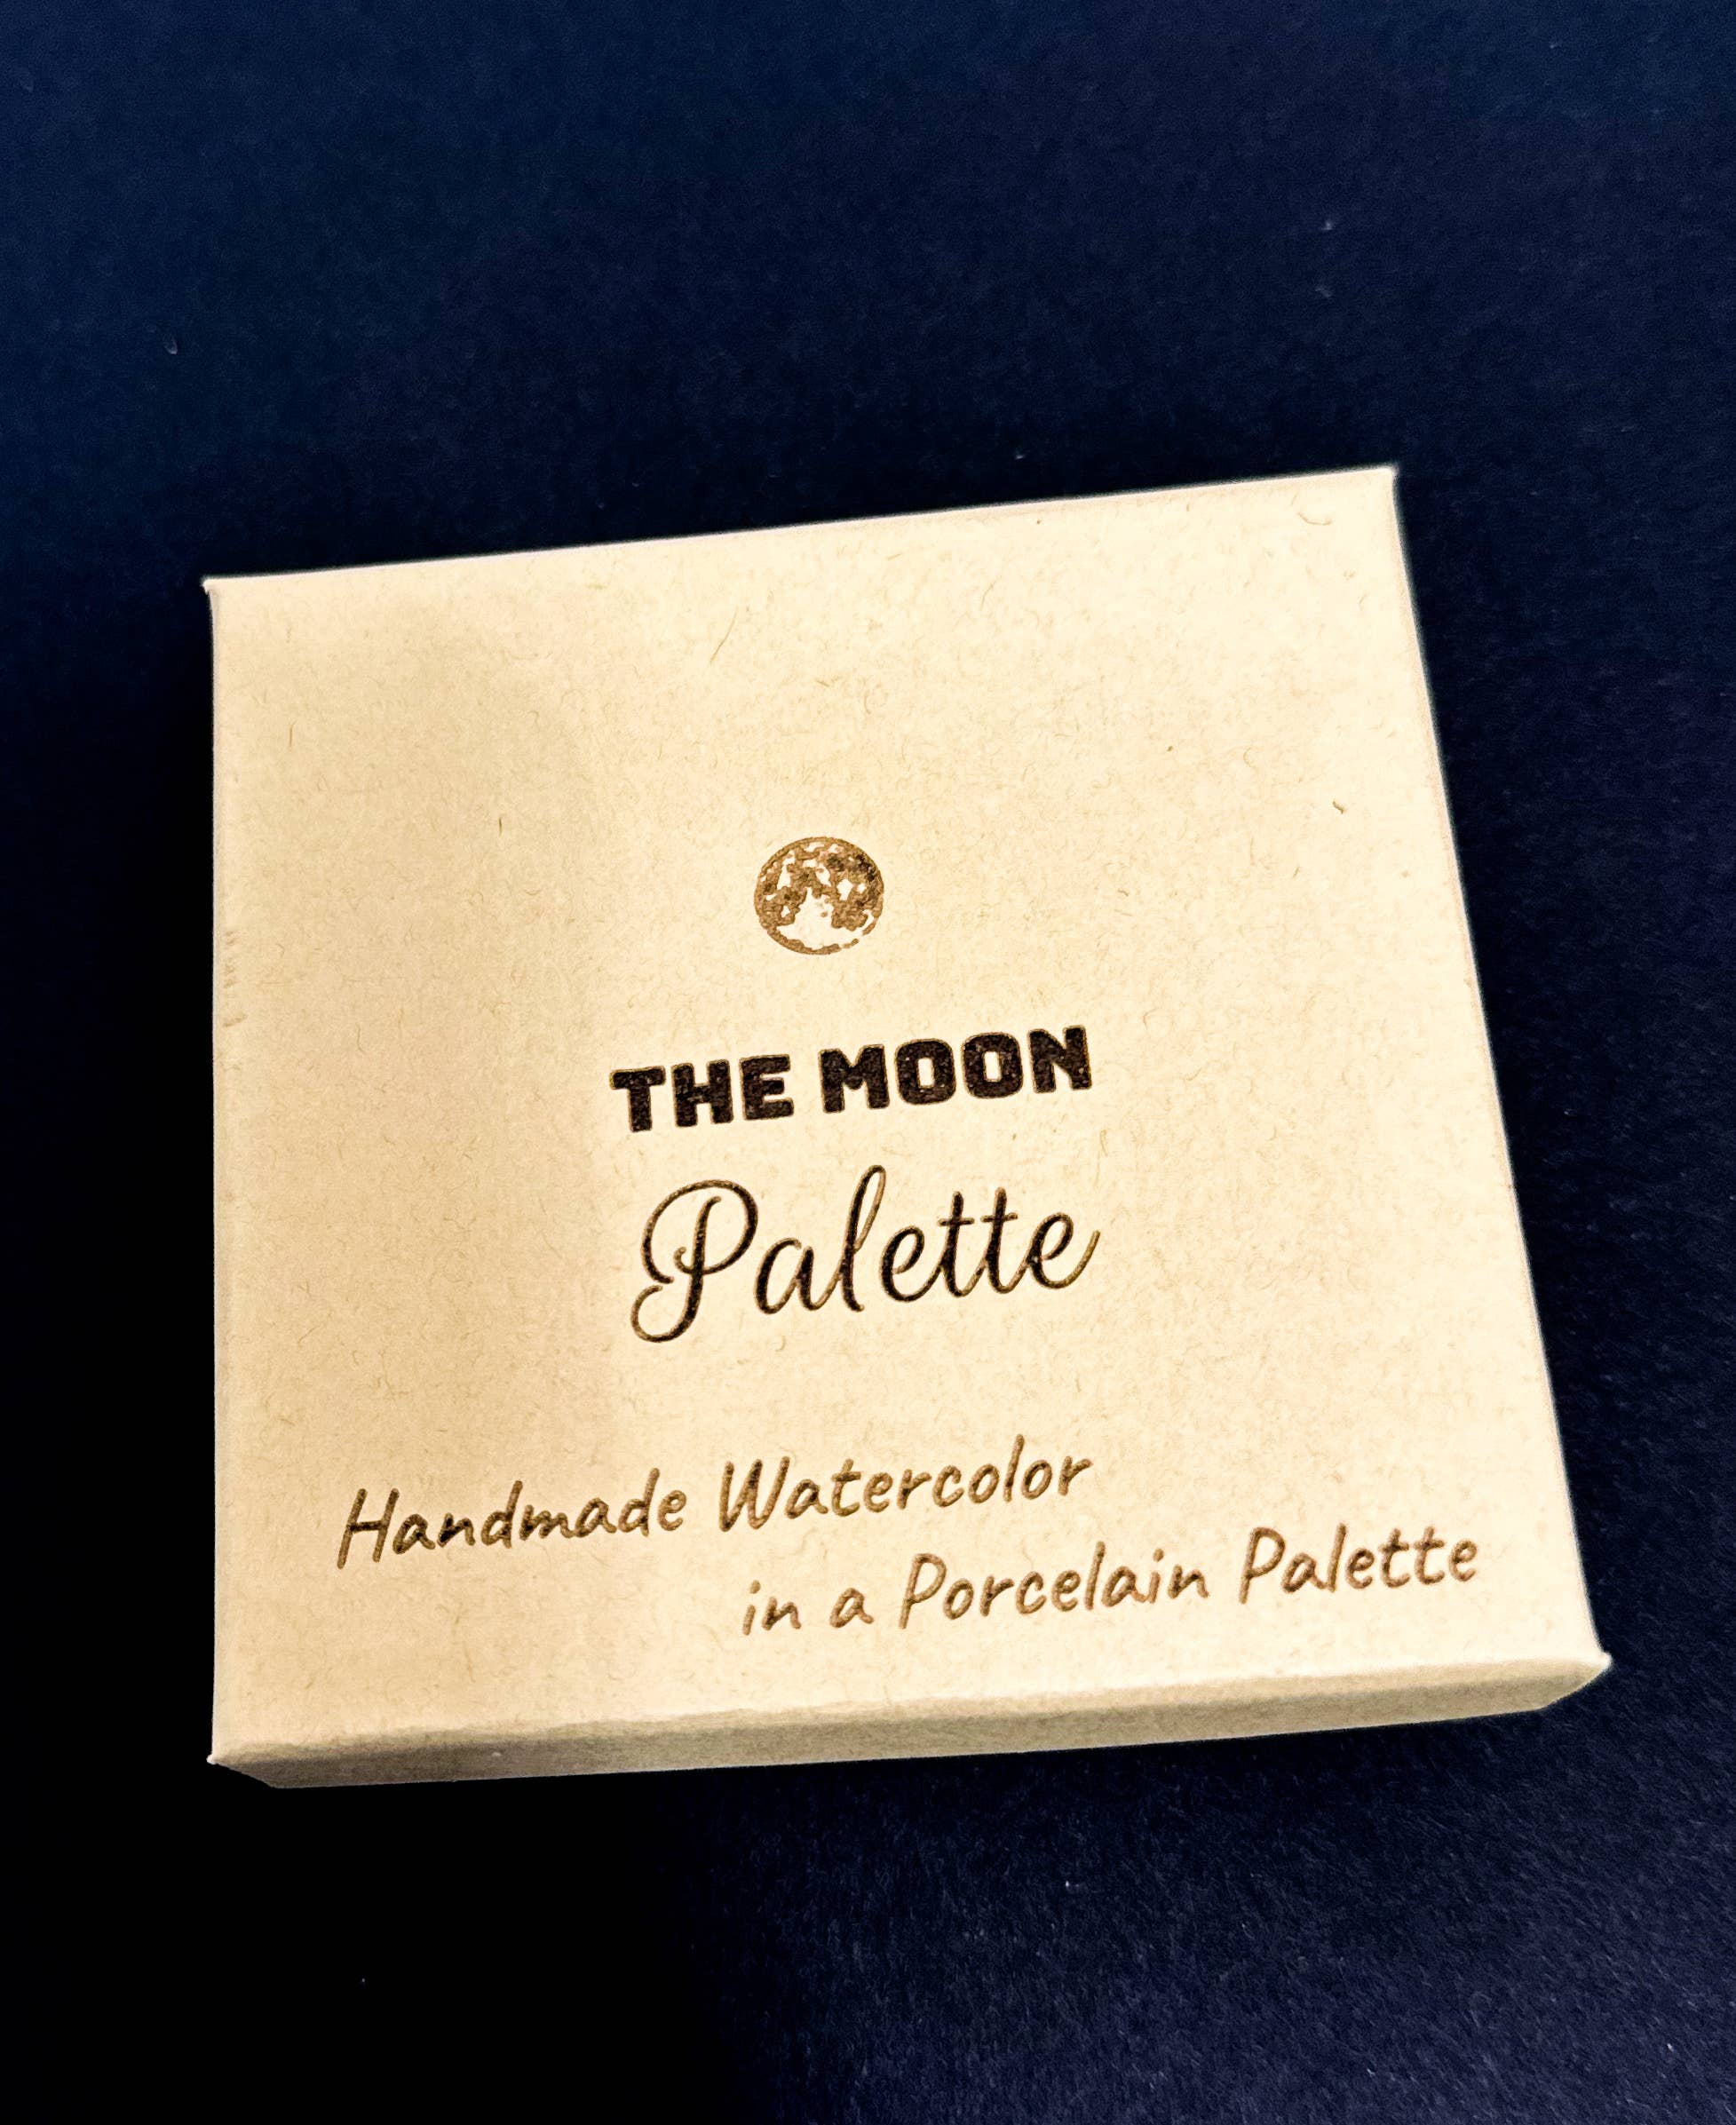 THE MOON
Palette
Handmade Watercolor
in a Porcelain Palette